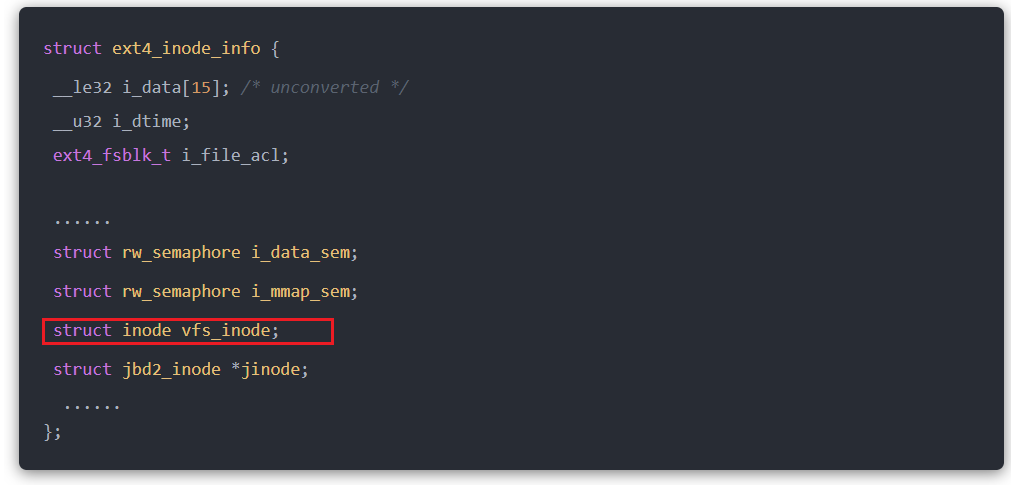 struct ext4_inode_info {
__le32 i_data[15]; /* unconverted */
__u32 i_dtime;
ext4_fsblk_t i_file_acl;
......
struct rw_semaphore i_data_sem;
struct rw_semaphore i_mmap_sem;
struct inode vfs_inode;
struct jbd2_inode *jinode;
......
};